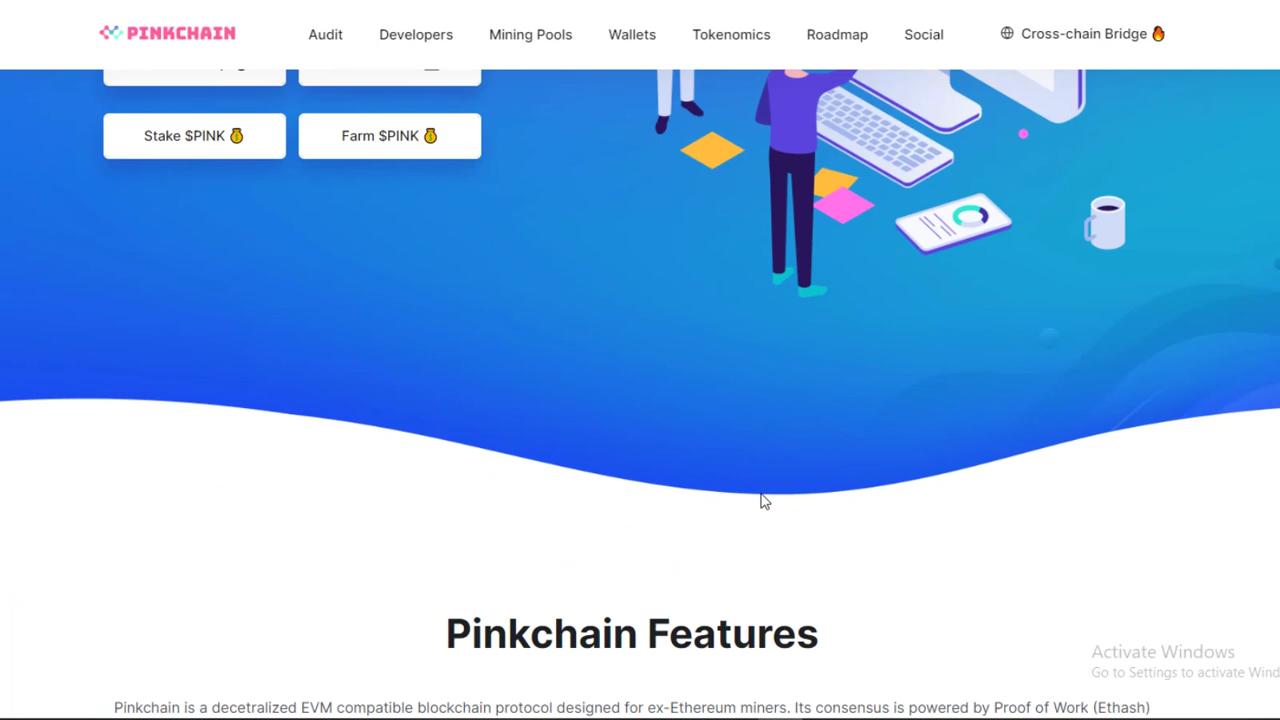 PINKCHAIN
Audit
Developers
Mining Pools
Wallets
Tokenomics
Roadmap
Social
Cross-chain Bridge 🔥
Stake $PINK 💰
Farm $PINK 💰
Pinkchain Features
Activate Windows
Go to Settings to activate Wind
Pinkchain is a decetralized EVM compatible blockchain protocol designed for ex-Ethereum miners. Its consensus is powered by Proof of Work (Ethash)